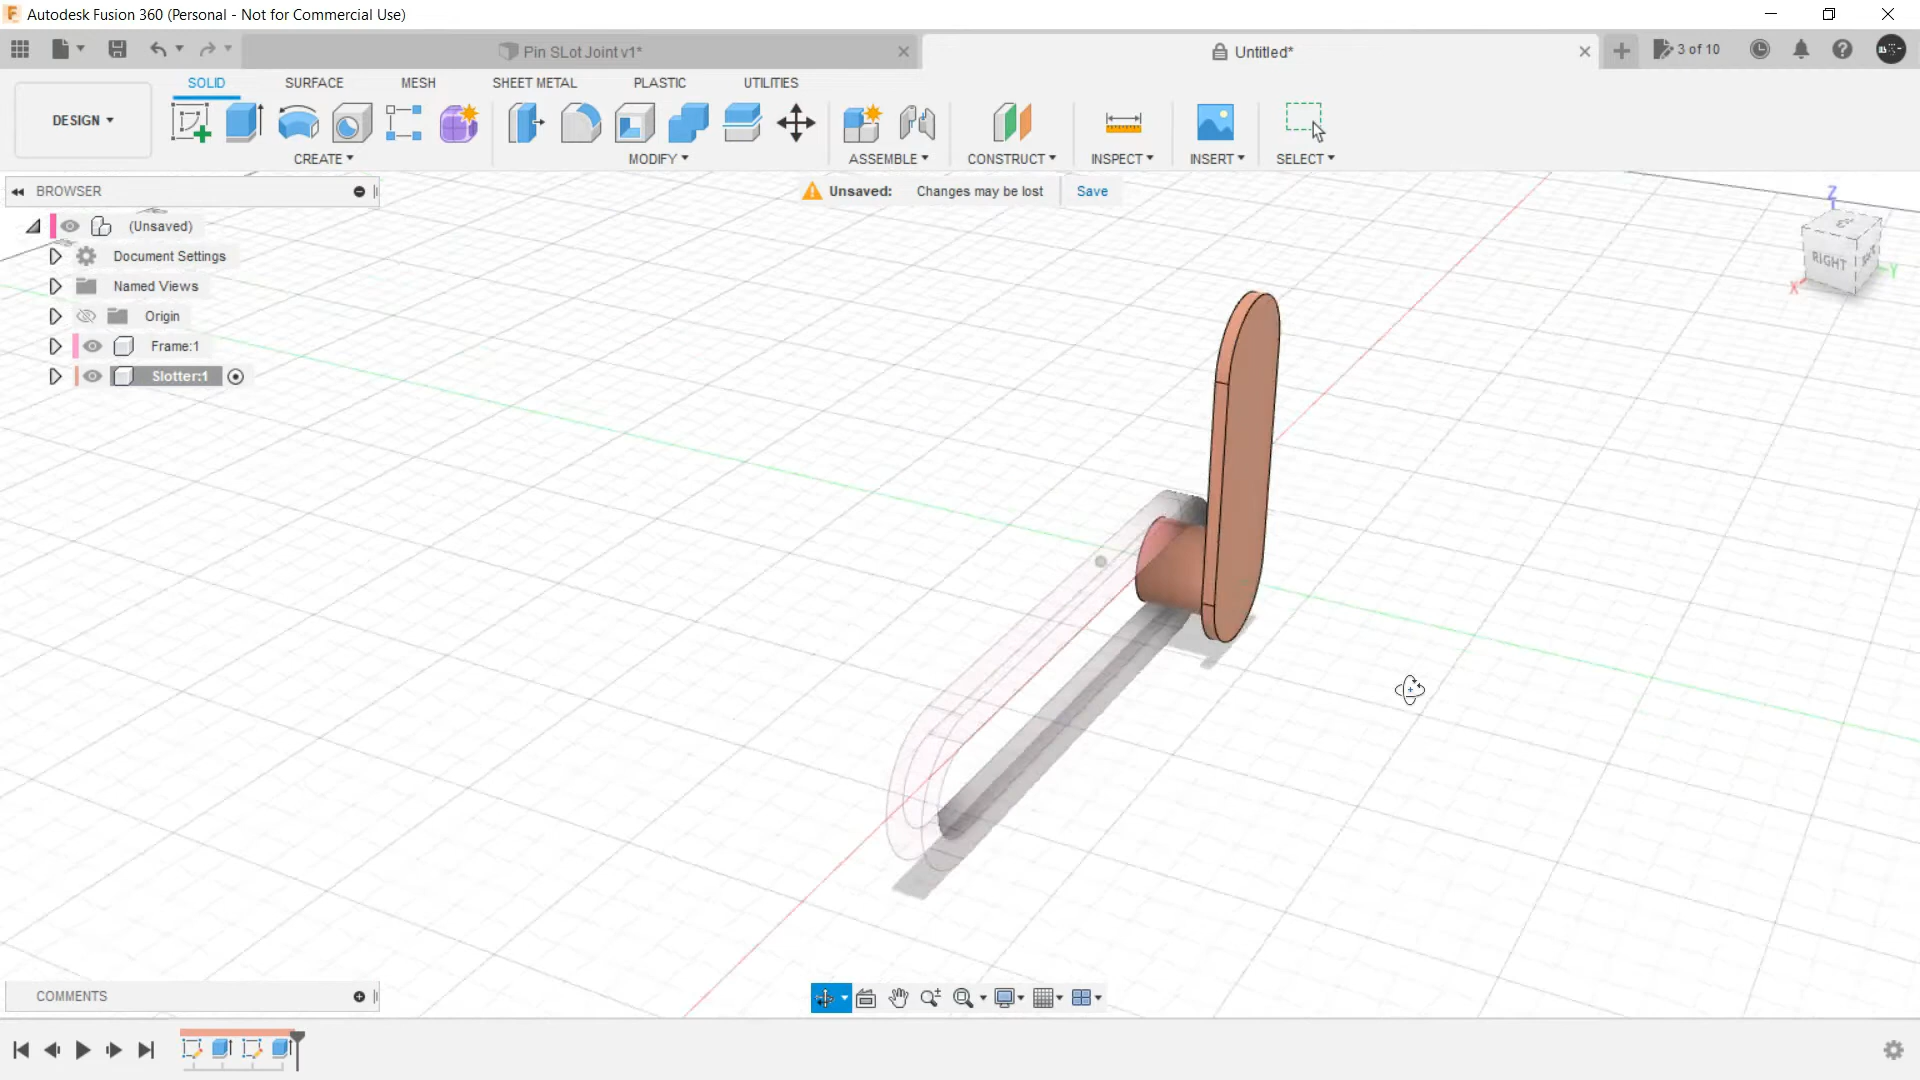 Autodesk Fusion 360 (Personal - Not for Commercial Use)
Pin SLot Joint v1*
Untitled*
3 of 10
DESIGN
SOLID
SURFACE
MESH
SHEET METAL
PLASTIC
UTILITIES
CREATE
MODIFY
ASSEMBLE
CONSTRUCT
INSPECT
INSERT
SELECT
BROWSER
Unsaved: Changes may be lost Save
(Unsaved)
Document Settings
Named Views
Origin
Frame:1
Slotter:1
Z
RIGHT
X
Y
COMMENTS